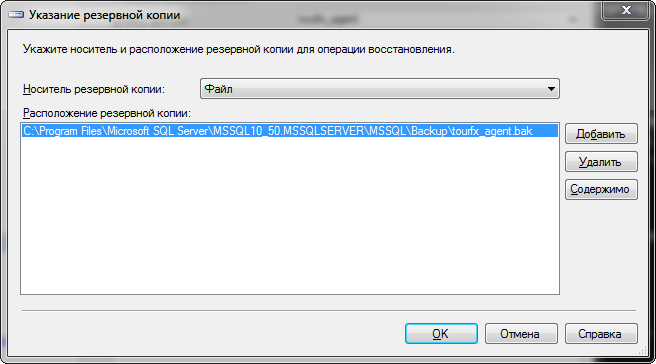 Указание резервной копии
Укажите носитель и расположение резервной копии для операции восстановления.
Носитель резервной копии: Файл
Расположение резервной копии:
C:\Program Files\Microsoft SQL Server\MSSQL10_50.MSSQLSERVER\MSSQL\Backup\tourfx_agent.bak
Добавить
Удалить
Содержимо
OK Отмена Справка